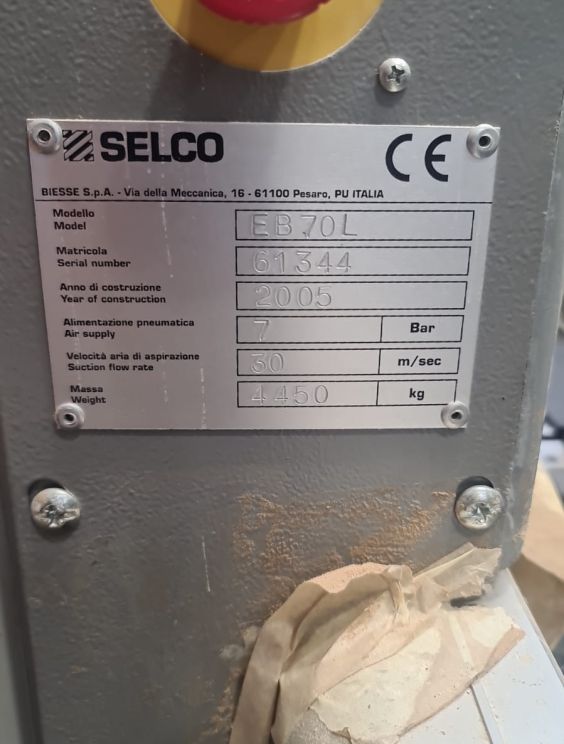 SELCO
CE
BIESSE S.p.A. - Via della Meccanica, 16 - 61100 Pesaro, PU ITALIA
Modello
Model
EB70L
Matricola
Serial number
61344
Anno di costruzione
Year of construction
2005
Alimentazione pneumatica
Air supply
7 Bar
Velocità aria di aspirazione
Suction flow rate
30 m/sec
Massa
Weight
4450 kg